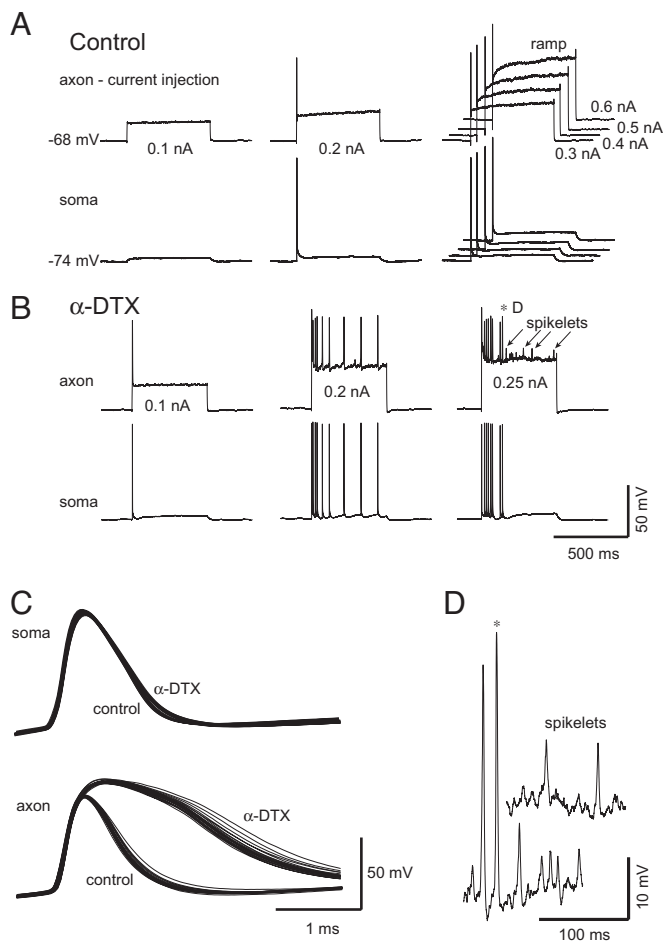 A
Control
axon - current injection
ramp
-68 mV
0.1 nA
0.2 nA
0.6 nA
0.5 nA
0.4 nA
0.3 nA
soma
-74 mV
B
α-DTX
* D
spikelets
axon
0.1 nA
0.2 nA
0.25 nA
soma
50 mV
500 ms
C
soma
α-DTX
control
axon
α-DTX
control
50 mV
1 ms
D
*
spikelets
10 mV
100 ms